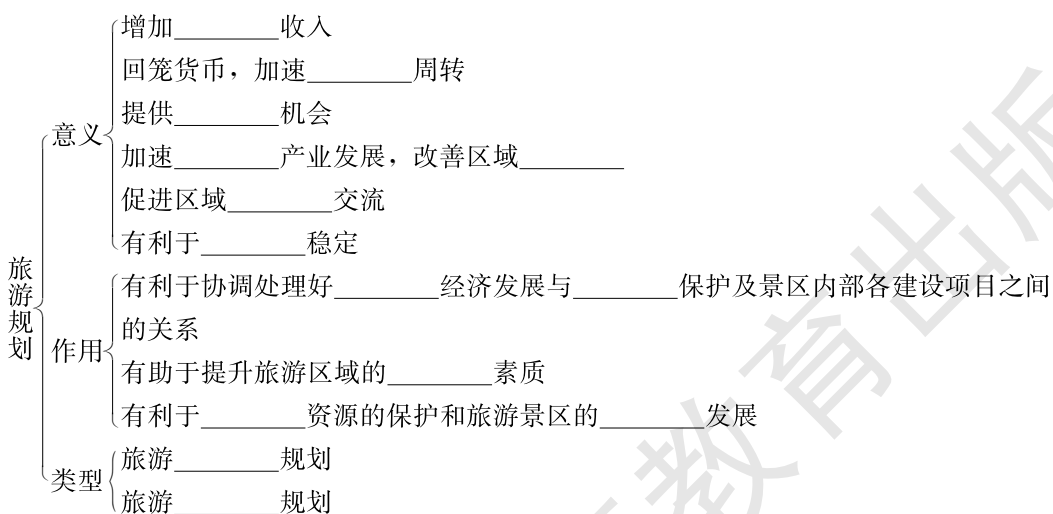 旅游规划
意义
增加________收入
回笼货币，加速________周转
提供________机会
加速________产业发展，改善区域________
促进区域________交流
有利于________稳定
作用
有利于协调处理好________经济发展与________保护及景区内部各建设项目之间
的关系
有助于提升旅游区域的________素质
有利于________资源的保护和旅游景区的________发展
类型
旅游________规划
旅游________规划
教育出版